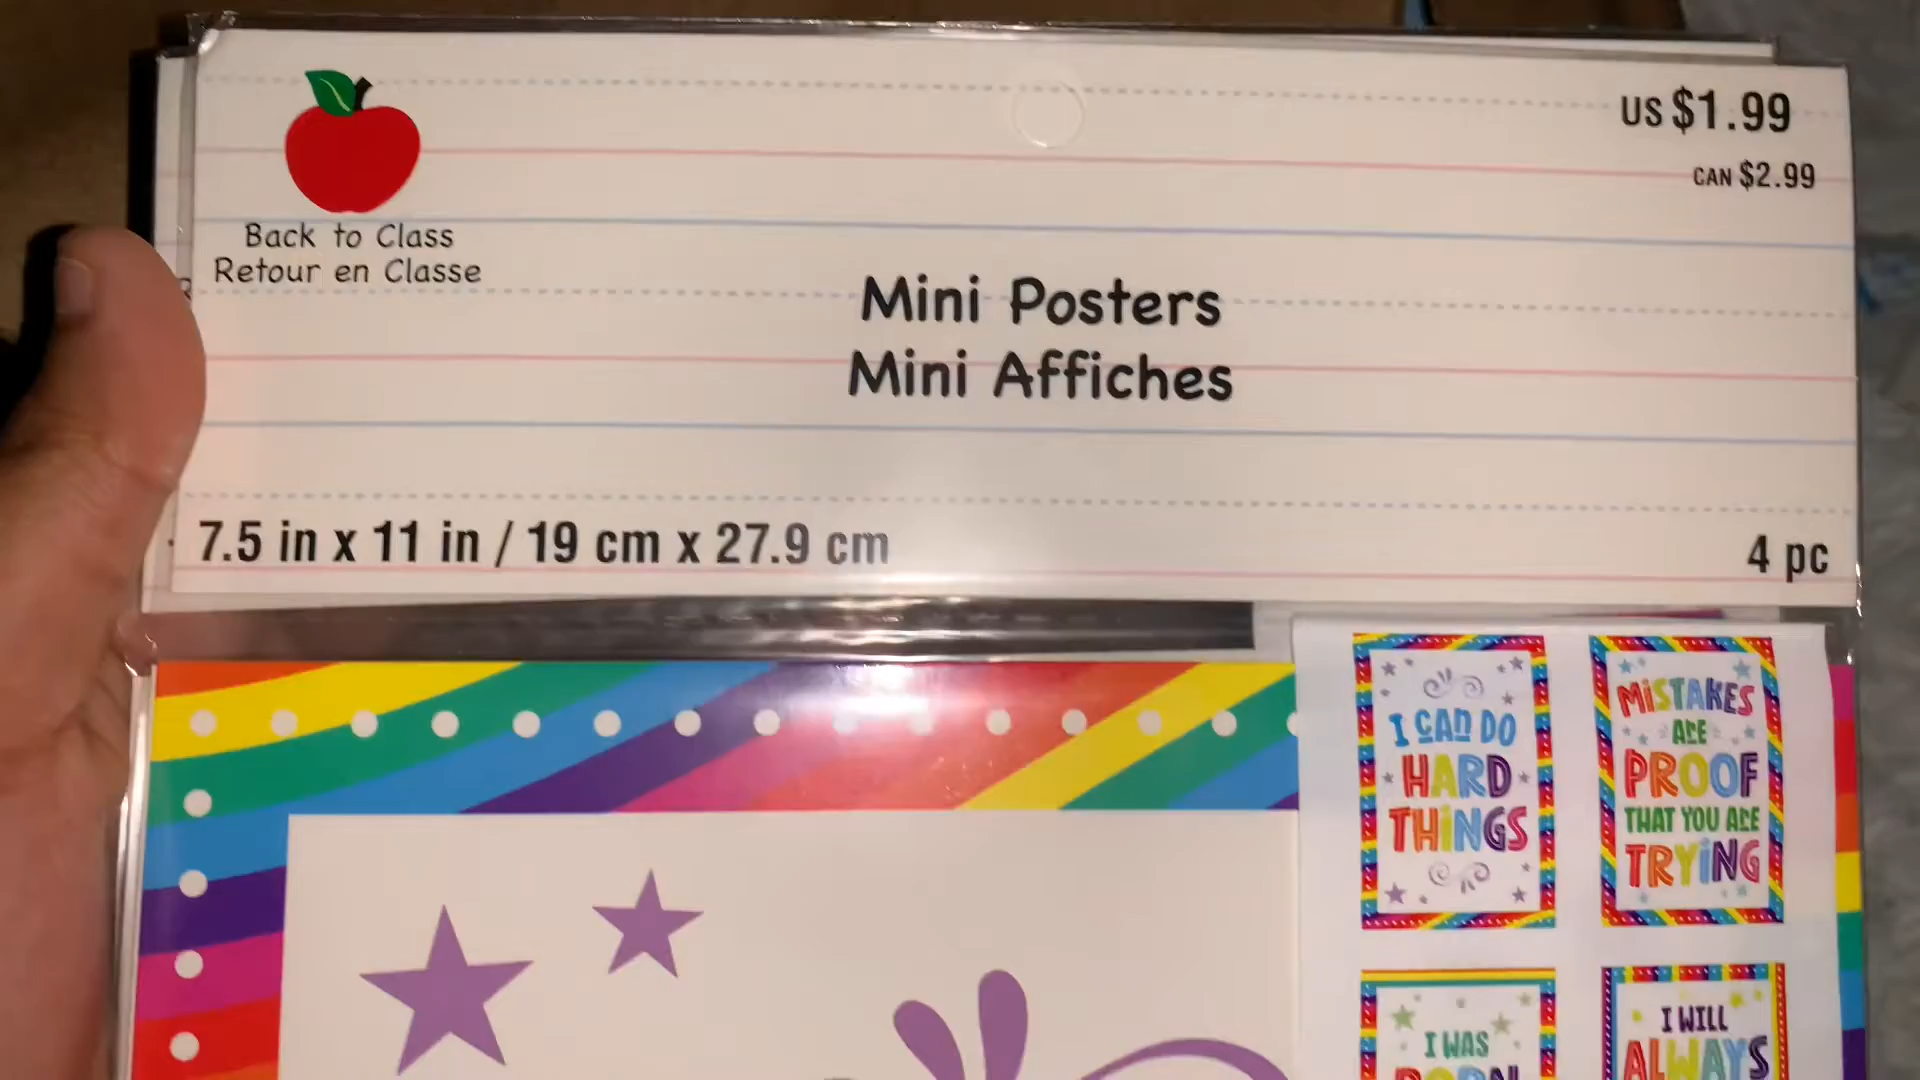 US $1.99
CAN $2.99
Back to Class
Retour en Classe
Mini Posters
Mini Affiches
7.5 in x 11 in / 19 cm x 27.9 cm
4 pc
I CAN DO
HARD
THiNGS
MiSTAKES
ARE
PROOF
THAT YOU ARE
TRYiNG
I WAS
BORN
I WILL
ALWAYS